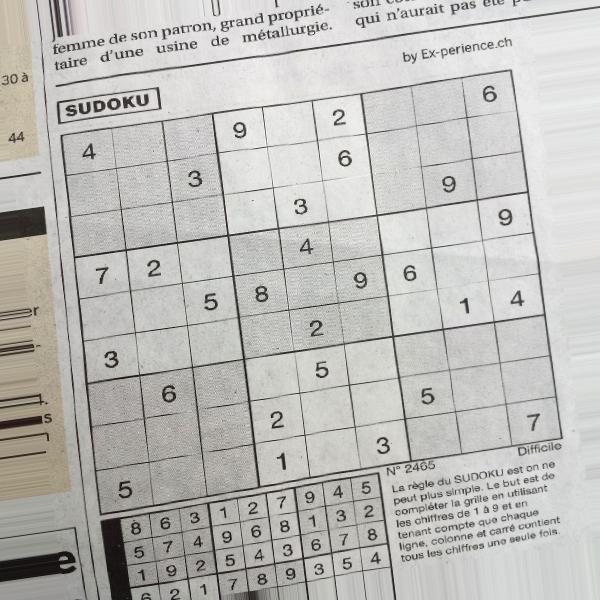 femme de son patron, grand proprié-
taire d'une usine de métallurgie.
qui n'aurait pas été
30 à
44
by Ex-perience.ch
SUDOKU
4 9 2 6
3 6
3 9
7 2 4 9
5 8 9 6
3 2 1 4
6 5
2 5
5 1 3 7
N° 2465
Difficile
La règle du SUDOKU est on ne
peut plus simple. Le but est de
compléter la grille en utilisant
les chiffres de 1 à 9 et en
tenant compte que chaque
ligne, colonne et carré contient
tous les chiffres une seule fois.
8 6 3 1 2 7 9 4 5
5 7 4 9 6 8 1 3 2
1 9 2 5 4 3 6 7 8
6 2 1 7 8 9 3 5 4